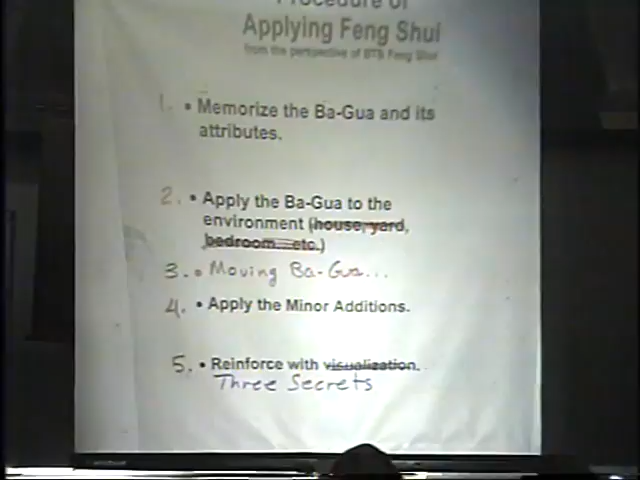 Procedure of
Applying Feng Shui
from the perspective of BTB Feng Shui
1. • Memorize the Ba-Gua and its
attributes.
2. • Apply the Ba-Gua to the
environment (house, yard,
bedroom...etc.)
3. • Moving Ba-Gua...
4. • Apply the Minor Additions.
5. • Reinforce with visualization.
Three Secrets